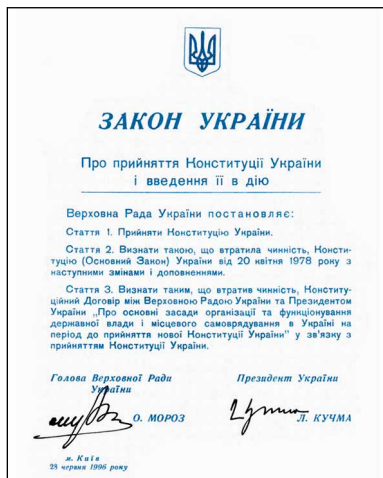 ЗАКОН УКРАЇНИ
Про прийняття Конституції України
і введення її в дію
Верховна Рада України постановляє:
Стаття 1. Прийняти Конституцію України.
Стаття 2. Визнати такою, що втратила чинність, Консти-
туцію (Основний Закон) України від 20 квітня 1978 року з
наступними змінами і доповненнями.
Стаття 3. Визнати таким, що втратив чинність, Конститу-
ційний Договір між Верховною Радою України та Президентом
України „Про основні засади організації та функціонування
державної влади і місцевого самоврядування в Україні на
період до прийняття нової Конституції України" у зв'язку з
прийняттям Конституції України.
Голова Верховної Ради
України
О. МОРОЗ
Президент України
Л. КУЧМА
м. Київ
28 червня 1996 року